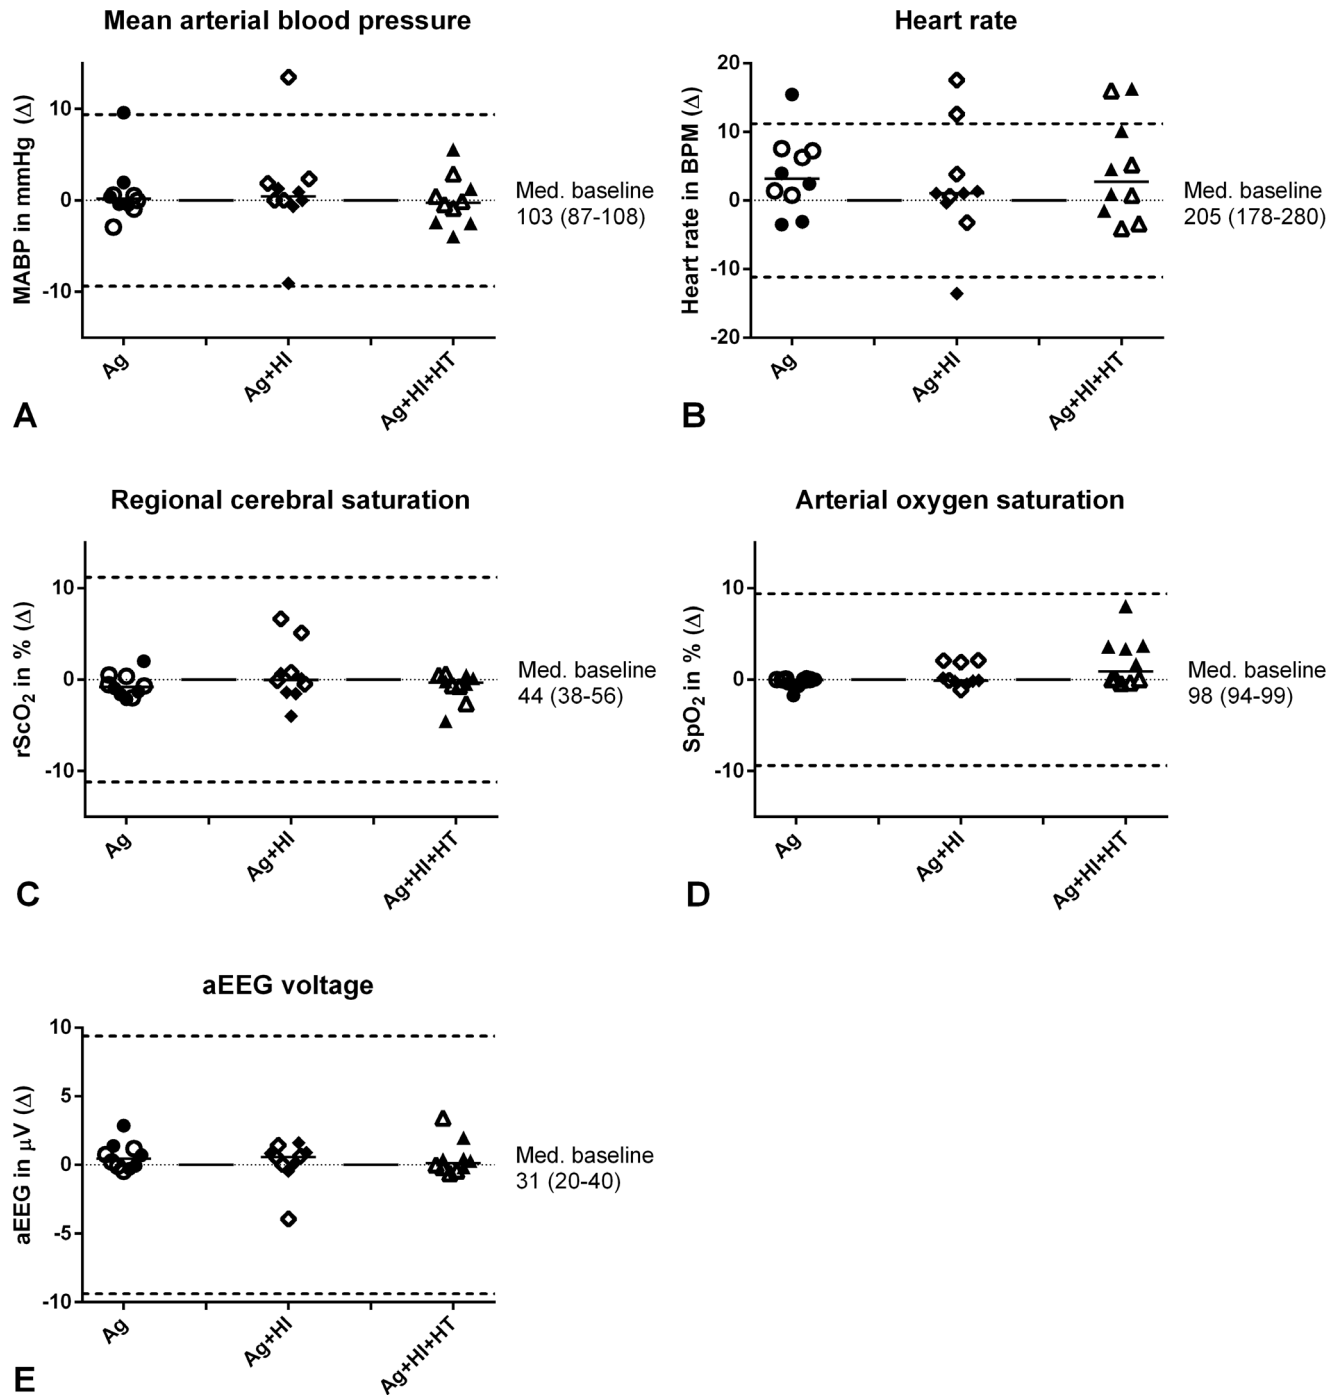 Mean arterial blood pressure
MABP in mmHg (Δ)
10
0
-10
Ag
Ag+HI
Ag+HI+HT
Med. baseline
103 (87-108)
A
Heart rate
Heart rate in BPM (Δ)
20
10
0
-10
-20
Ag
Ag+HI
Ag+HI+HT
Med. baseline
205 (178-280)
B
Regional cerebral saturation
rScO₂ in % (Δ)
10
0
-10
Ag
Ag+HI
Ag+HI+HT
Med. baseline
44 (38-56)
C
Arterial oxygen saturation
SpO₂ in % (Δ)
10
0
-10
Ag
Ag+HI
Ag+HI+HT
Med. baseline
98 (94-99)
D
aEEG voltage
aEEG in μV (Δ)
10
5
0
-5
-10
Ag
Ag+HI
Ag+HI+HT
Med. baseline
31 (20-40)
E